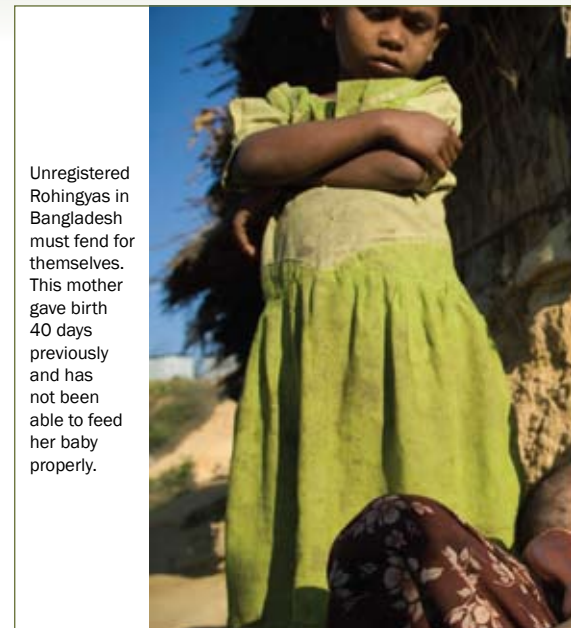 Unregistered
Rohingyas in
Bangladesh
must fend for
themselves.
This mother
gave birth
40 days
previously
and has
not been
able to feed
her baby
properly.